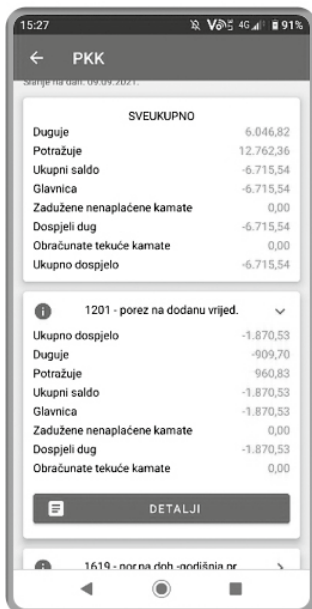 15:27 4G 91%
PKK
Stanje na dan: 09.09.2021.
SVEUKUPNO
Duguje 6.046,82
Potražuje 12.762,36
Ukupni saldo -6.715,54
Glavnica -6.715,54
Zadužene nenaplaćene kamate 0,00
Dospjeli dug -6.715,54
Obračunate tekuće kamate 0,00
Ukupno dospjelo -6.715,54
1201 - porez na dodanu vrijed.
Ukupno dospjelo -1.870,53
Duguje -909,70
Potražuje 960,83
Ukupni saldo -1.870,53
Glavnica -1.870,53
Zadužene nenaplaćene kamate 0,00
Dospjeli dug -1.870,53
Obračunate tekuće kamate 0,00
DETALJI
1619 - por.na doh.-godišnja pr.